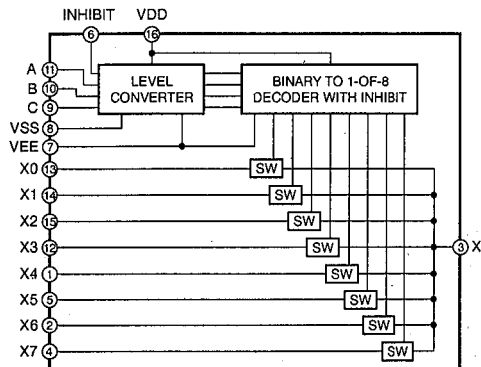 INHIBIT VDD
6 16
A 11
B 10
C 9
VSS 8
VEE 7
LEVEL
CONVERTER
BINARY TO 1-OF-8
DECODER WITH INHIBIT
X0 13 SW
X1 14 SW
X2 15 SW
X3 12 SW
3 X
X4 1 SW
X5 5 SW
X6 2 SW
X7 4 SW